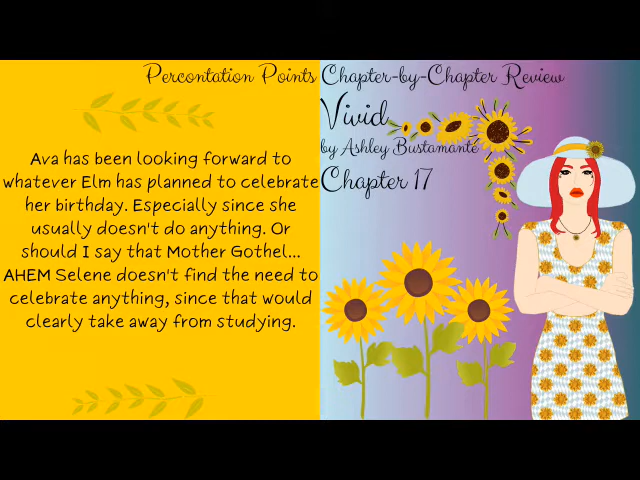 Percontation Points Chapter-by-Chapter Review
Vivid
by Ashley Bustamante
Chapter 17
Ava has been looking forward to
whatever Elm has planned to celebrate
her birthday. Especially since she
usually doesn't do anything. Or
should I say that Mother Gothel...
AHEM Selene doesn't find the need to
celebrate anything, since that would
clearly take away from studying.